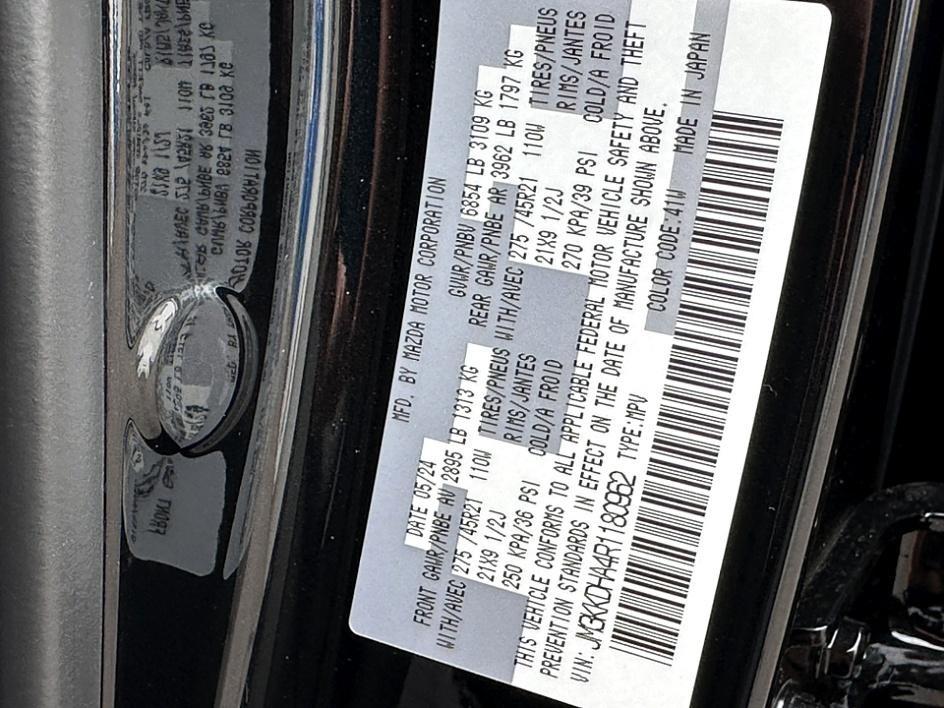 MFD. BY MAZDA MOTOR CORPORATION
DATE 05/24 GVWR/PNBV 6854 LB 3109 KG
FRONT GAWR/PNBE AV 2895 LB 1313 KG REAR GAWR/PNBE AR 3962 LB 1797 KG
WITH/AVEC 275 /45R21 110W TIRES/PNEUS WITH/AVEC 275 /45R21 110W TIRES/PNEUS
21X9 1/2J RIMS/JANTES 21X9 1/2J RIMS/JANTES
250 KPA/36 PSI COLD/A FROID 270 KPA/39 PSI COLD/A FROID
THIS VEHICLE CONFORMS TO ALL APPLICABLE FEDERAL MOTOR VEHICLE SAFETY AND THEFT
PREVENTION STANDARDS IN EFFECT ON THE DATE OF MANUFACTURE SHOWN ABOVE.
VIN: JM3KKDHA4R1180962 TYPE:MPV COLOR CODE 41W MADE IN JAPAN